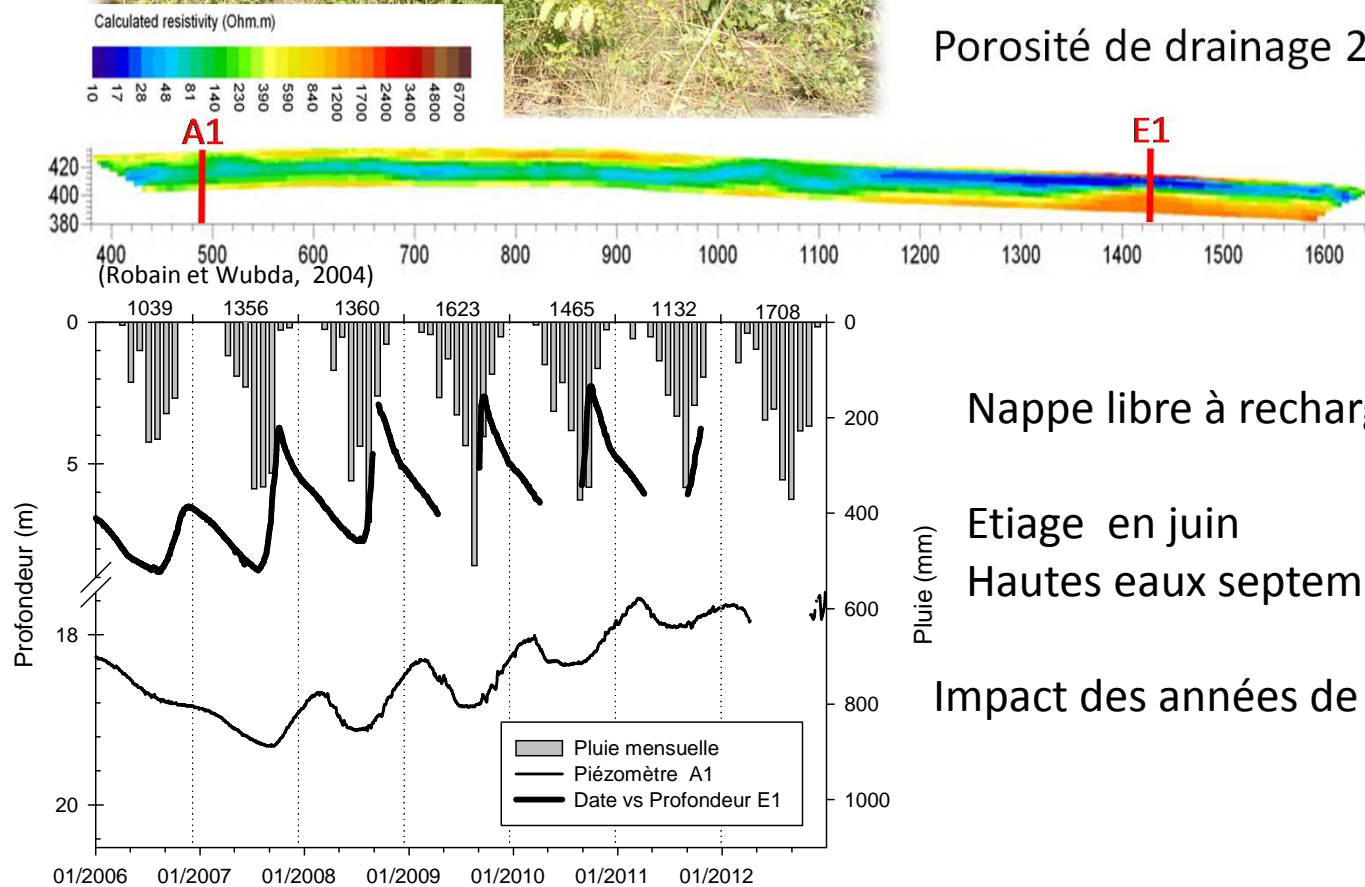 Calculated resistivity (Ohm.m)
10 17 28 48 81 140 230 390 590 840 1200 1700 2400 3400 4800 6700
Porosité de drainage 2
A1
E1
420
400
380
400 500 600 700 800 900 1000 1100 1200 1300 1400 1500 1600
(Robain et Wubda, 2004)
1039 1356 1360 1623 1465 1132 1708
0
5
18
20
Profondeur (m)
0
200
400
600
800
1000
Pluie (mm)
Pluie mensuelle
Piézomètre A1
Date vs Profondeur E1
01/2006 01/2007 01/2008 01/2009 01/2010 01/2011 01/2012
Nappe libre à recharg
Etiage en juin
Hautes eaux septem
Impact des années de